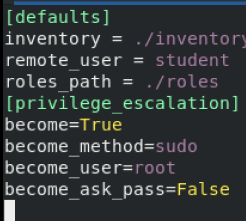 [defaults]
inventory = ./inventory
remote_user = student
roles_path = ./roles
[privilege_escalation]
become=True
become_method=sudo
become_user=root
become_ask_pass=False